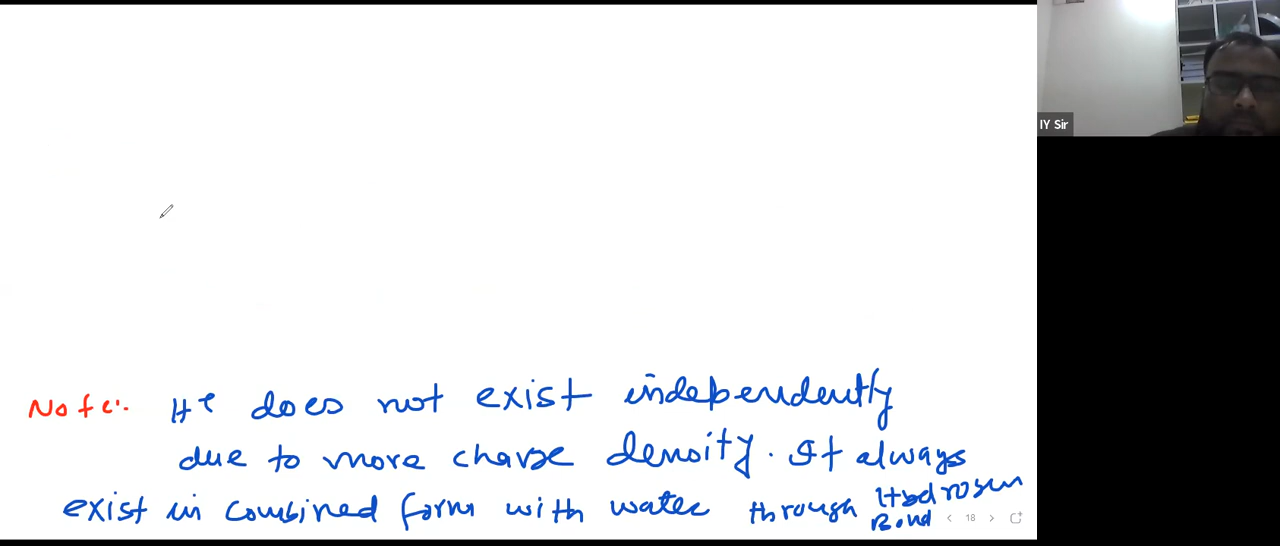 IY Sir
Note:- H⊕ does not exist independently
due to more charge density. It always
exist in combined form with water through Hydrogen
Bond
18